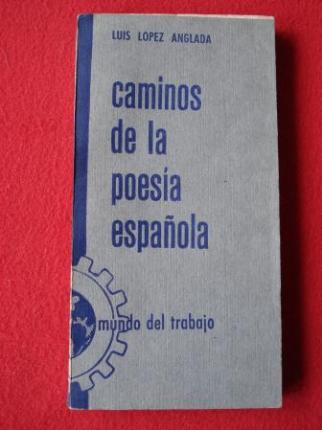 LUIS LOPEZ ANGLADA
caminos
de la
poesía
española
mundo del trabajo